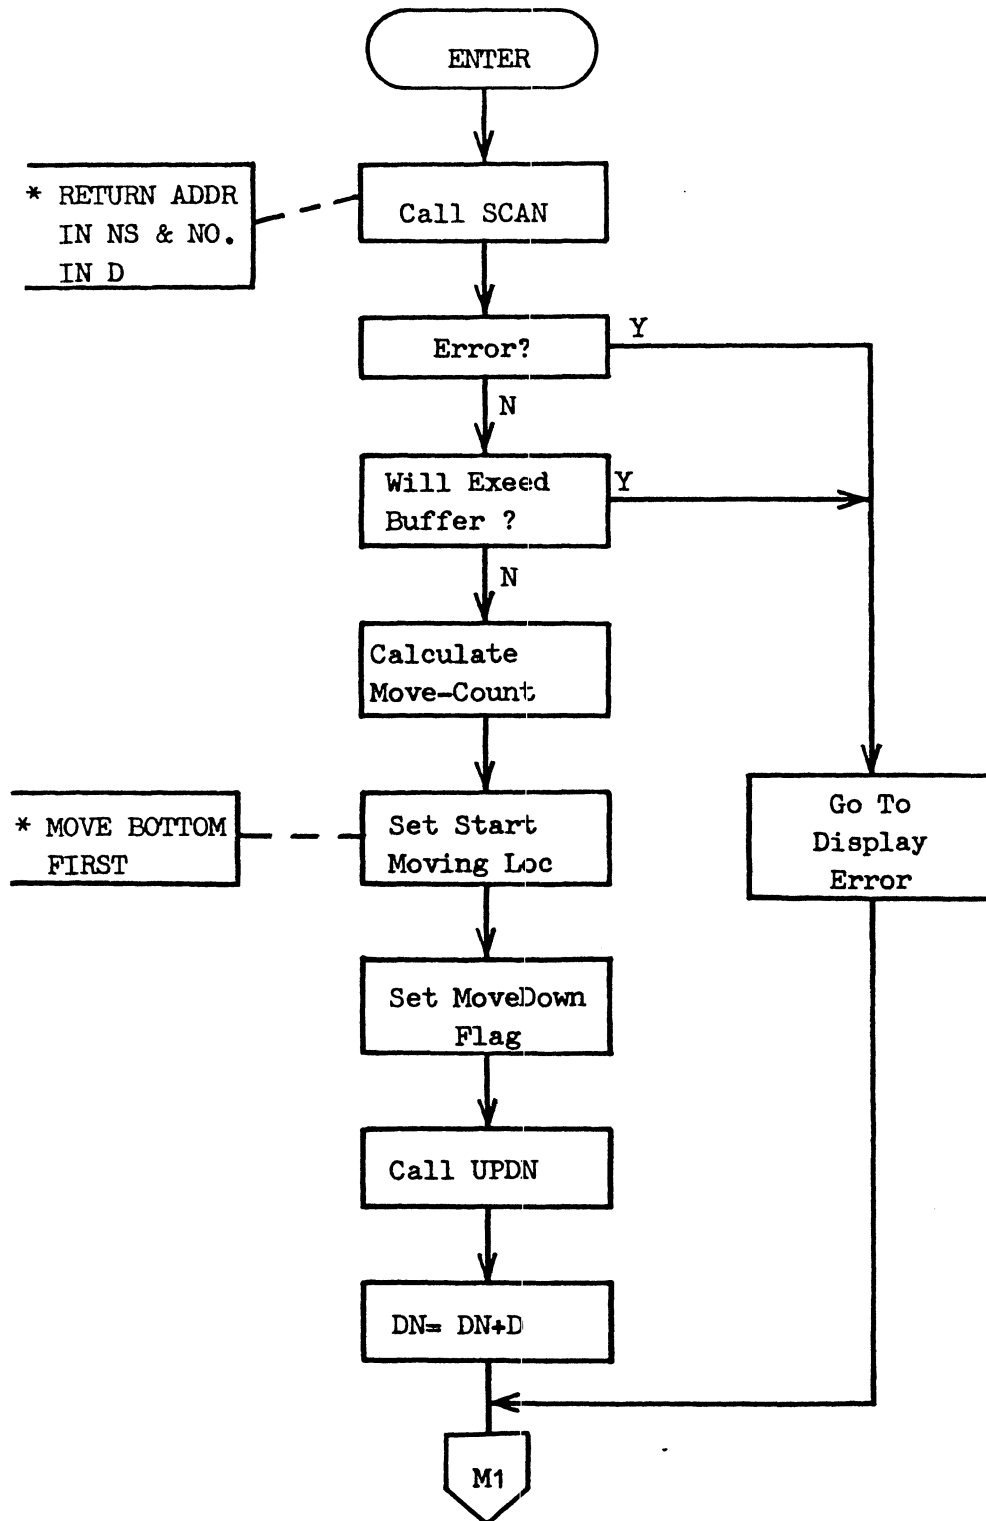 ENTER
* RETURN ADDR
IN NS & NO.
IN D
Call SCAN
Error?
Y
N
Will Exeed
Buffer ?
Y
N
Calculate
Move-Count
* MOVE BOTTOM
FIRST
Set Start
Moving Loc
Go To
Display
Error
Set MoveDown
Flag
Call UPDN
DN= DN+D
M1